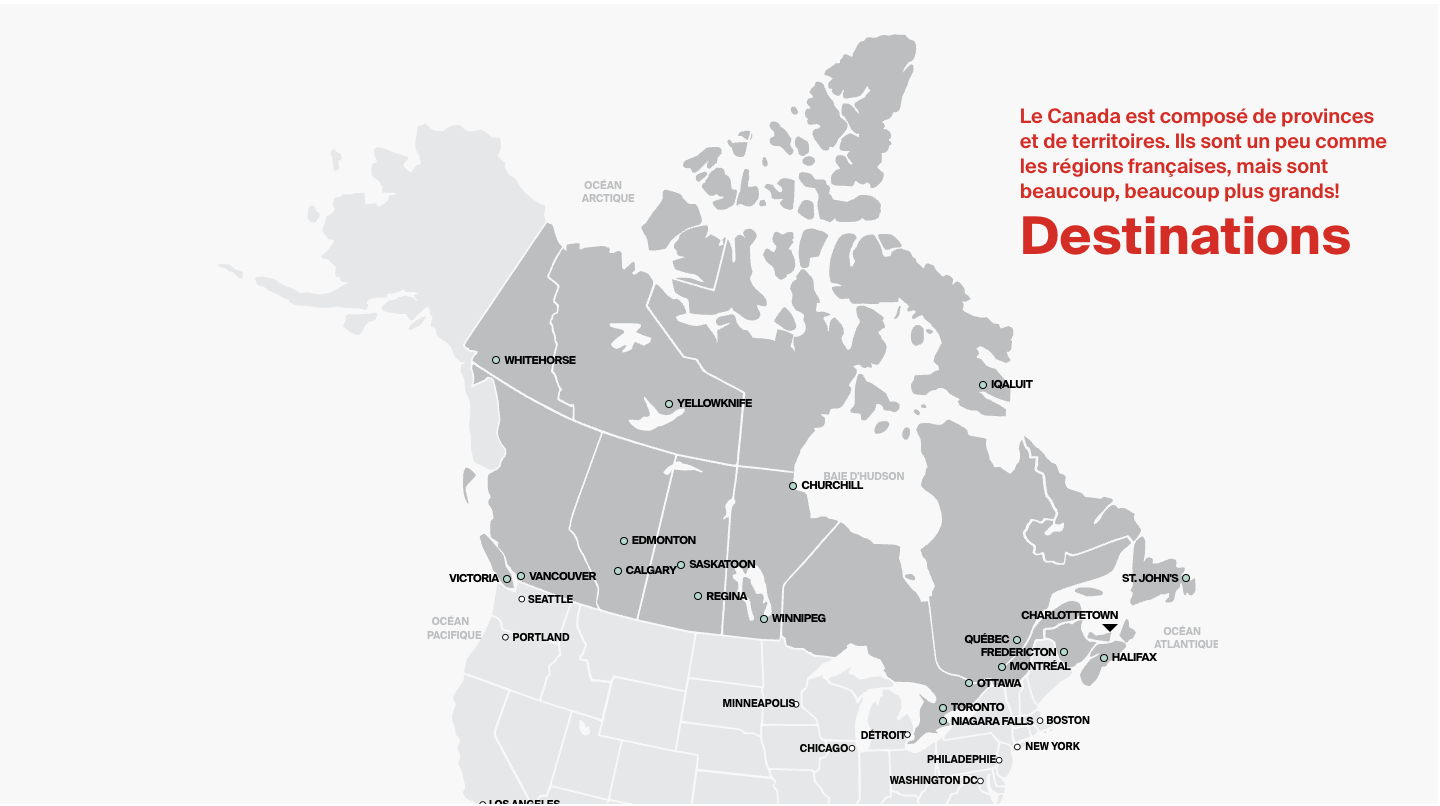 Le Canada est composé de provinces
et de territoires. Ils sont un peu comme
les régions françaises, mais sont
beaucoup, beaucoup plus grands!
Destinations
OCÉAN
ARCTIQUE
WHITEHORSE
IQALUIT
YELLOWKNIFE
BAIE D'HUDSON
CHURCHILL
EDMONTON
SASKATOON
CALGARY
VICTORIA
VANCOUVER
ST. JOHN'S
SEATTLE
REGINA
CHARLOTTETOWN
WINNIPEG
OCÉAN
PACIFIQUE
OCÉAN
ATLANTIQUE
PORTLAND
QUÉBEC
FREDERICTON
HALIFAX
MONTRÉAL
OTTAWA
MINNEAPOLIS
TORONTO
NIAGARA FALLS
BOSTON
DÉTROIT
CHICAGO
NEW YORK
PHILADEPHIE
WASHINGTON DC
LOS ANGELES